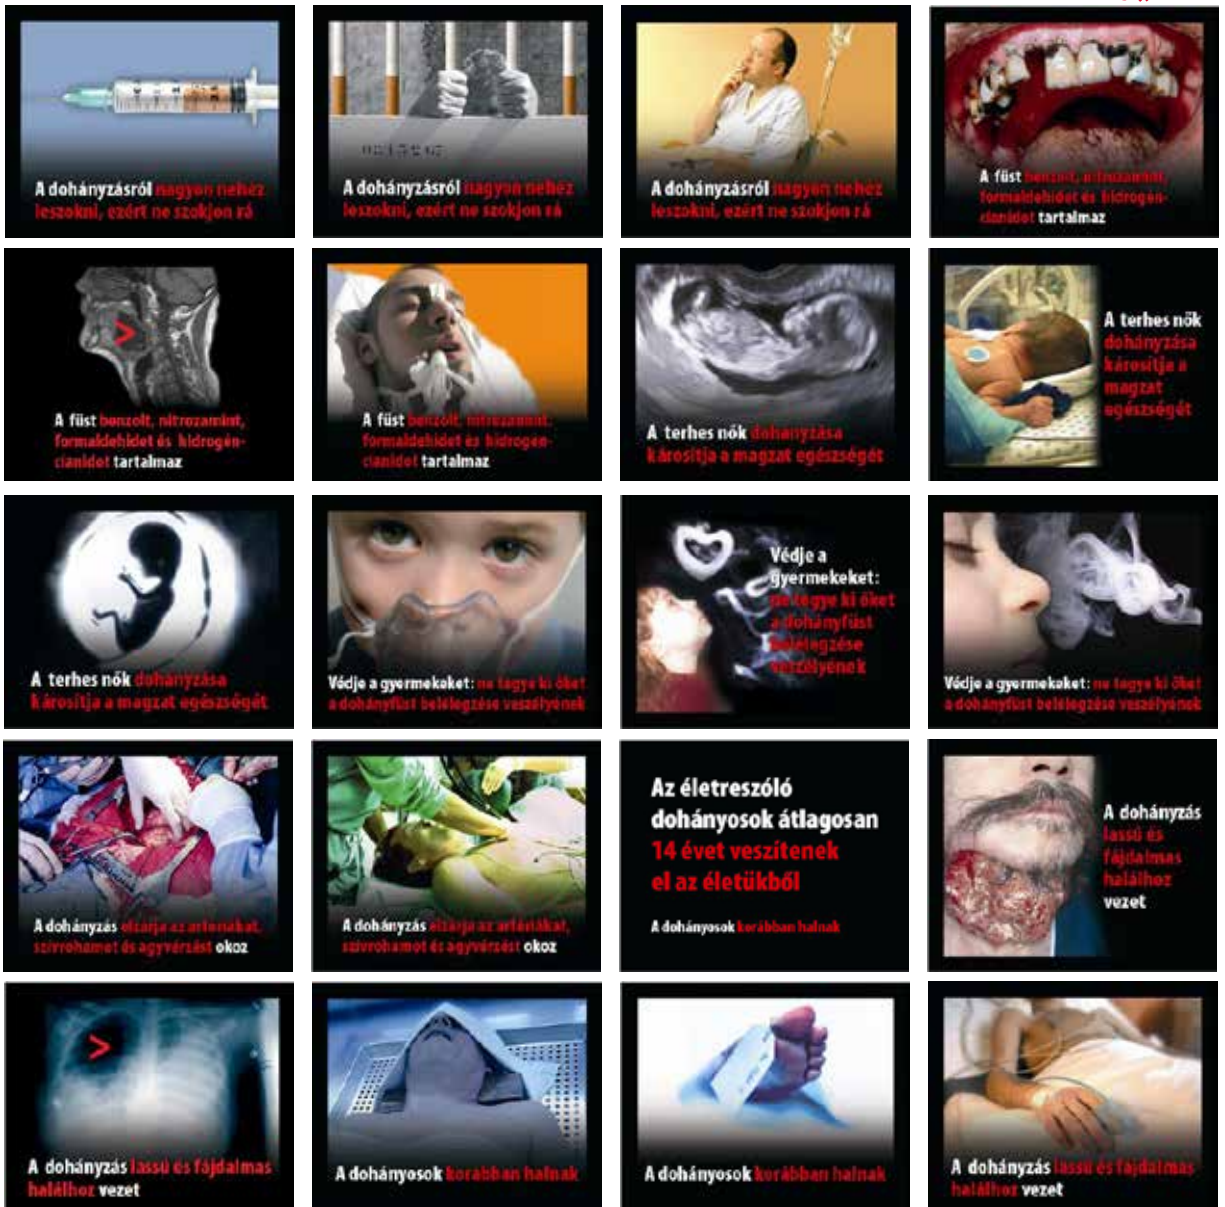 A dohányzásról nagyon nehéz
leszokni, ezért ne szokjon rá
A dohányzásról nagyon nehéz
leszokni, ezért ne szokjon rá
A dohányzásról nagyon nehéz
leszokni, ezért ne szokjon rá
A füst benzolt, nitrozamint,
formaldehidet és hidrogén-
cianidot tartalmaz
A füst benzolt, nitrozamint,
formaldehidet és hidrogén-
cianidot tartalmaz
A füst benzolt, nitrozamint,
formaldehidet és hidrogén-
cianidot tartalmaz
A terhes nők dohányzása
károsítja a magzat egészségét
A terhes nők
dohányzása
károsítja a
magzat
egészségét
A terhes nők dohányzása
károsítja a magzat egészségét
Védje a gyermekeket: ne tegye ki őket
a dohányfüst belélegzése veszélyének
Védje a
gyermekeket:
ne tegye ki őket
a dohányfüst
belélegzése
veszélyének
Védje a gyermekeket: ne tegye ki őket
a dohányfüst belélegzése veszélyének
A dohányzás elzárja az artériákat,
szívrohamot és agyvérzést okoz
A dohányzás elzárja az artériákat,
szívrohamot és agyvérzést okoz
Az életreszóló
dohányosok átlagosan
14 évet veszítenek
el az életükből
A dohányosok korábban halnak
A dohányzás
lassú és
fájdalmas
halálhoz
vezet
A dohányzás lassú és fájdalmas
halálhoz vezet
A dohányosok korábban halnak
A dohányosok korábban halnak
A dohányzás lassú és fájdalmas
halálhoz vezet